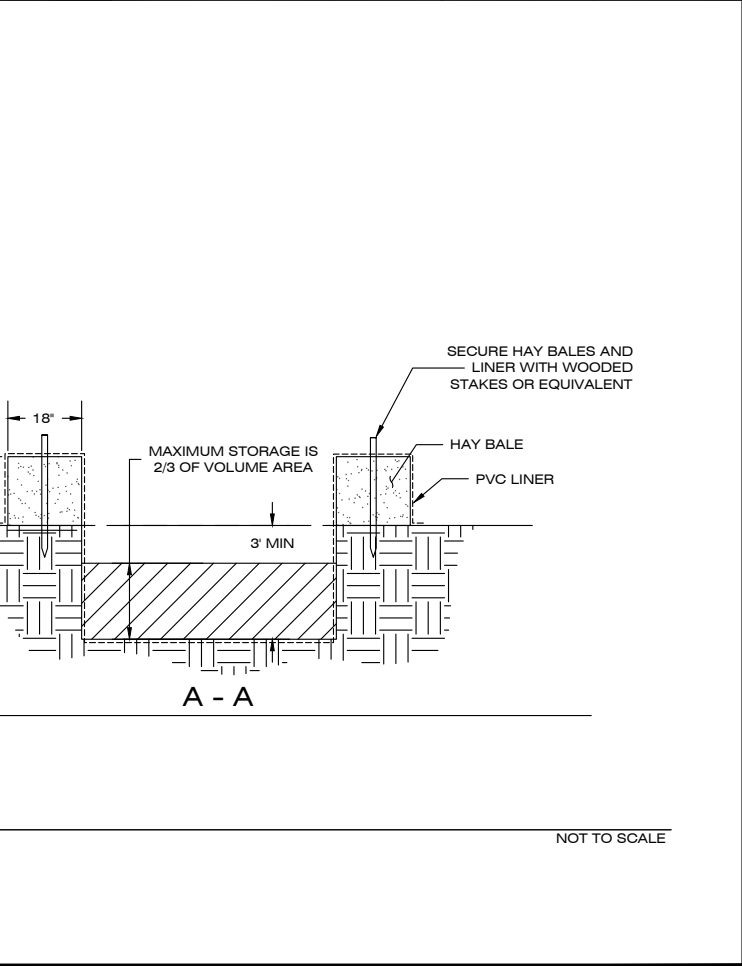 SECURE HAY BALES AND
LINER WITH WOODED
STAKES OR EQUIVALENT
18"
HAY BALE
MAXIMUM STORAGE IS
2/3 OF VOLUME AREA
PVC LINER
3' MIN
A - A
NOT TO SCALE